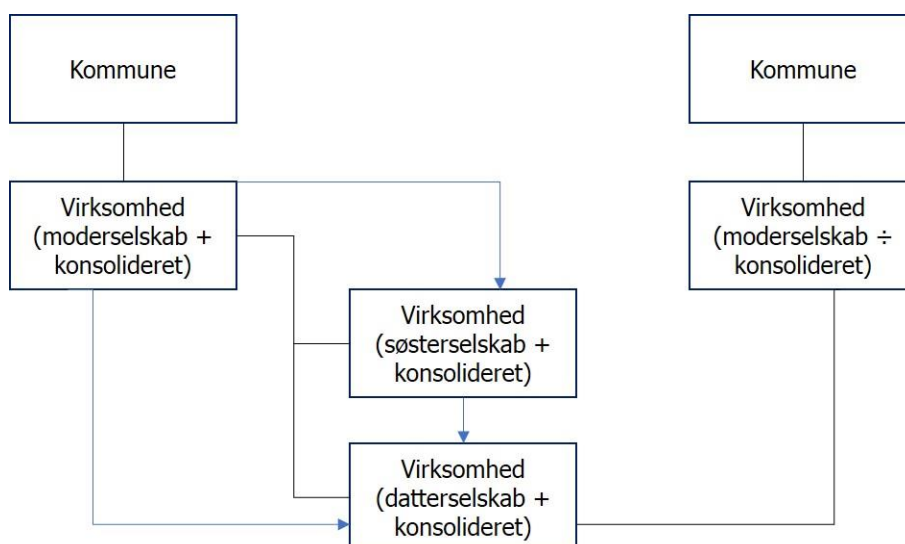 Kommune
Kommune
Virksomhed
(moderselskab +
konsolideret)
Virksomhed
(moderselskab ÷
konsolideret)
Virksomhed
(søsterselskab +
konsolideret)
Virksomhed
(datterselskab +
konsolideret)